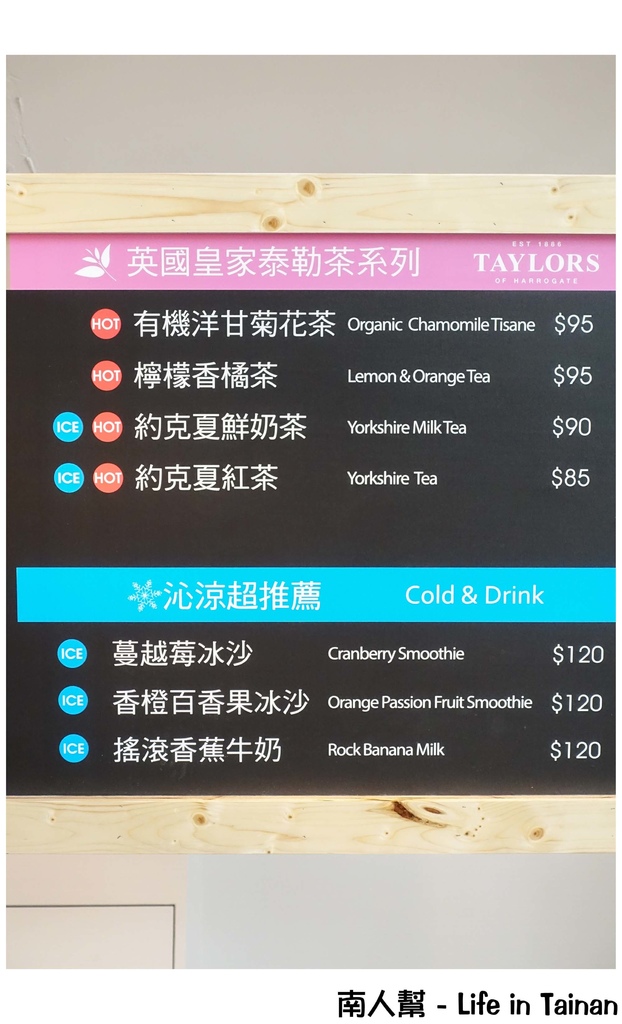 英國皇家泰勒茶系列
EST 1886
TAYLORS
OF HARROGATE
HOT 有機洋甘菊花茶 Organic Chamomile Tisane $95
HOT 檸檬香橘茶 Lemon & Orange Tea $95
ICE HOT 約克夏鮮奶茶 Yorkshire Milk Tea $90
ICE HOT 約克夏紅茶 Yorkshire Tea $85
沁涼超推薦 Cold & Drink
ICE 蔓越莓冰沙 Cranberry Smoothie $120
ICE 香橙百香果冰沙 Orange Passion Fruit Smoothie $120
ICE 搖滾香蕉牛奶 Rock Banana Milk $120
南人幫 - Life in Tainan